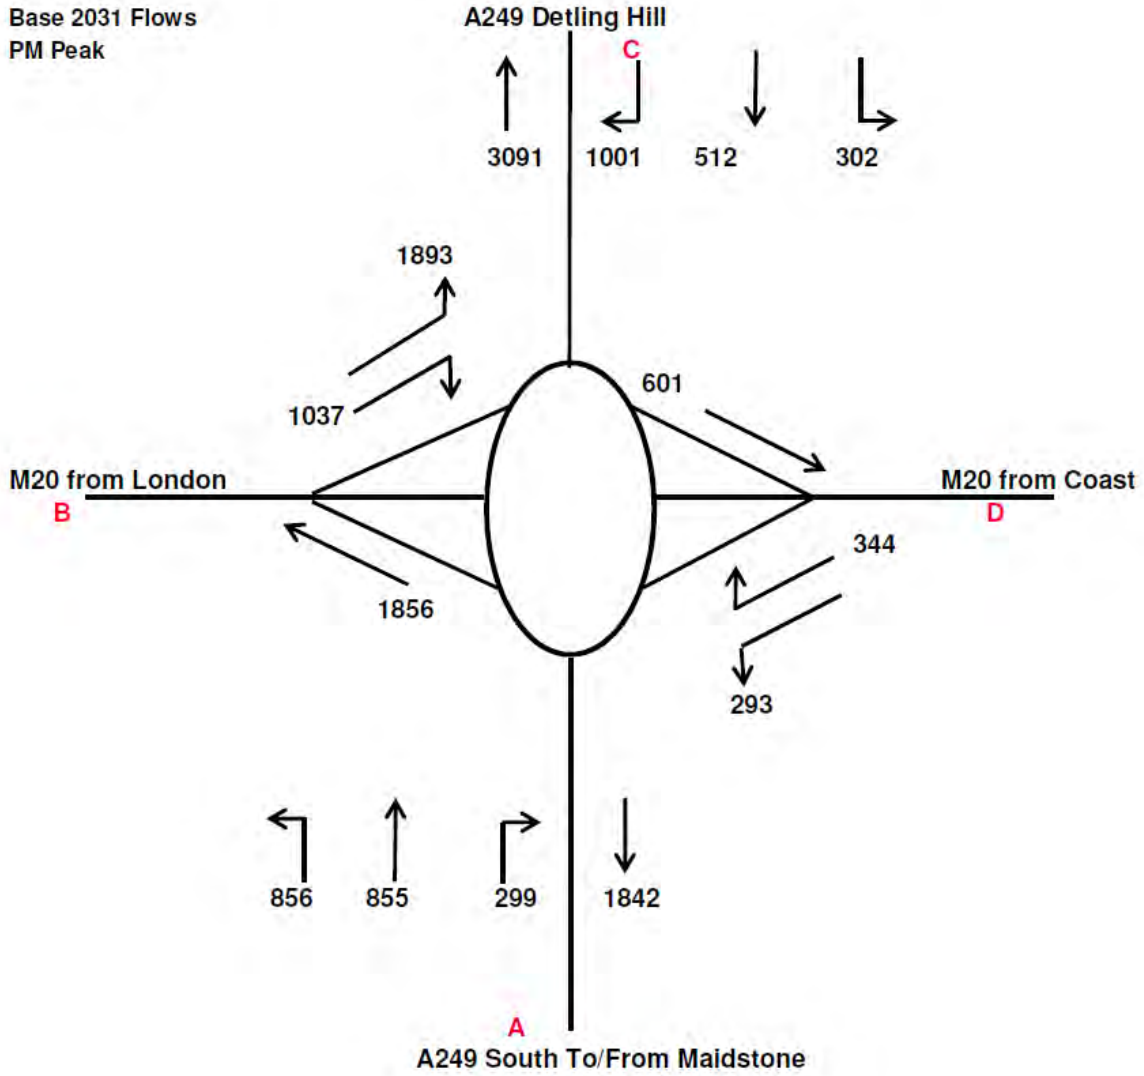 Base 2031 Flows
PM Peak
A249 Detling Hill
C
3091
1001
512
302
1893
1037
601
M20 from London
B
M20 from Coast
D
344
1856
293
856
855
299
1842
A
A249 South To/From Maidstone